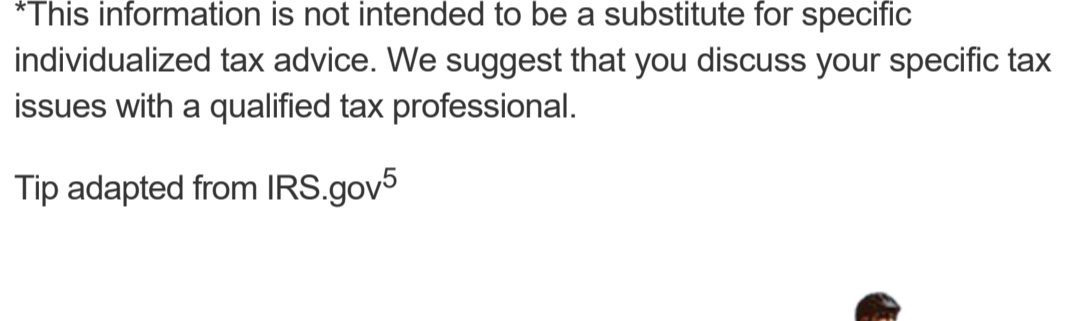 *This information is not intended to be a substitute for specific
individualized tax advice. We suggest that you discuss your specific tax
issues with a qualified tax professional.
Tip adapted from IRS.gov5